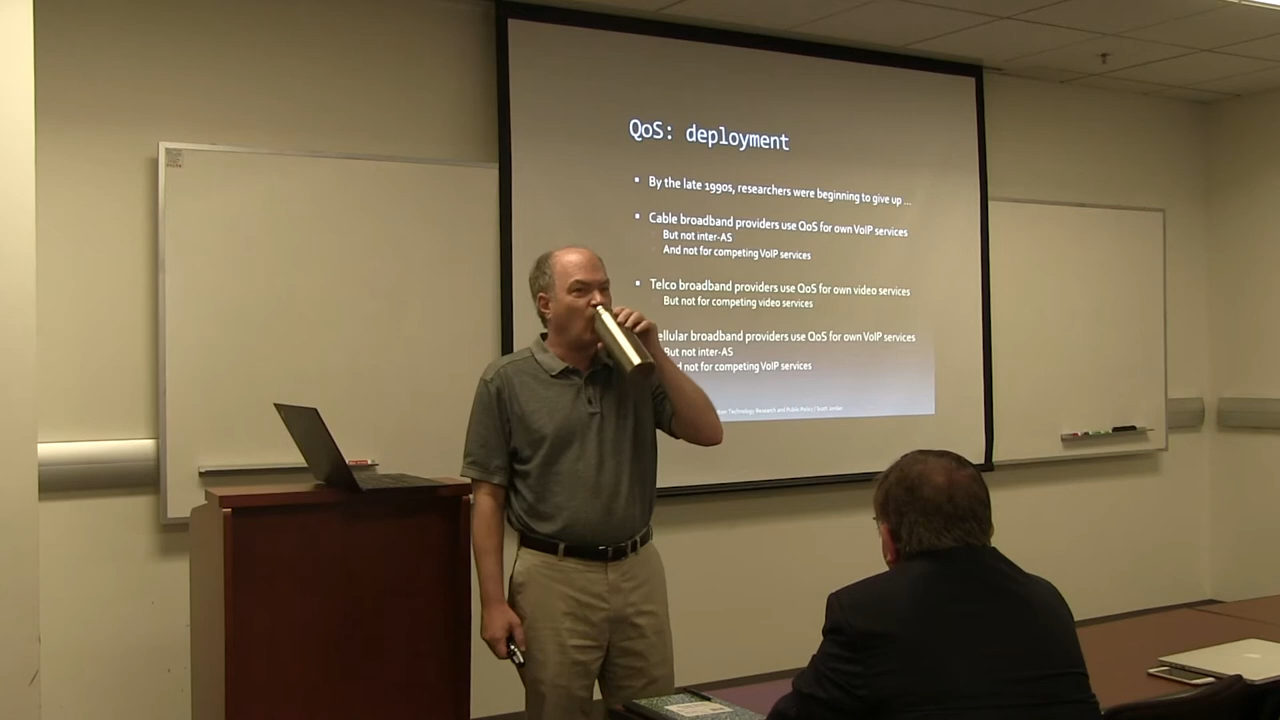 QoS: deployment
By the late 1990s, researchers were beginning to give up ...
Cable broadband providers use QoS for own VoIP services
But not inter-AS
And not for competing VoIP services
Telco broadband providers use QoS for own video services
But not for competing video services
ellular broadband providers use QoS for own VoIP services
But not inter-AS
d not for competing VoIP services
Technology Research and Public Policy / Scott Jordan